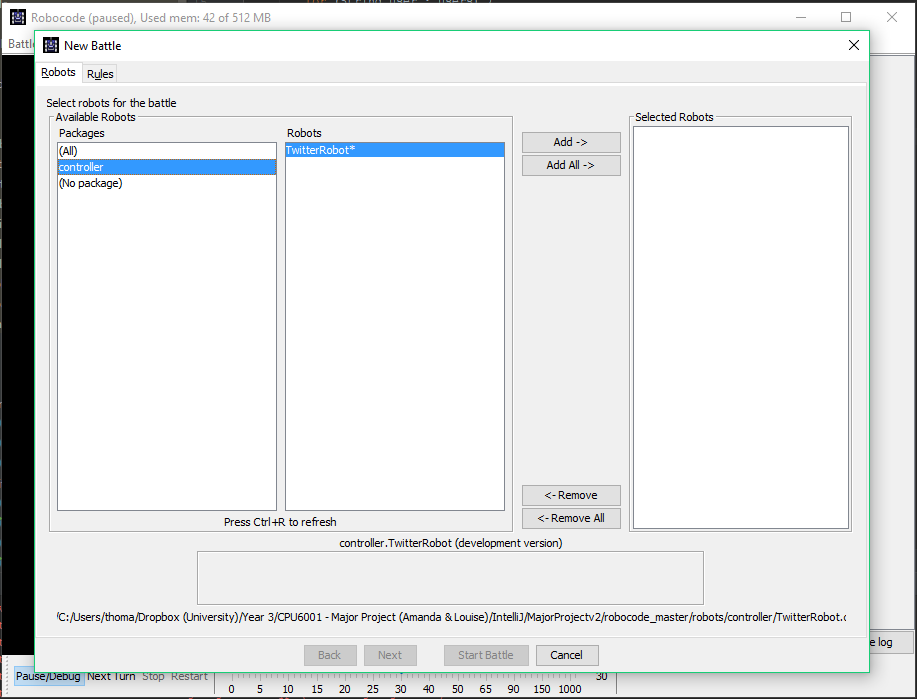 Robocode (paused), Used mem: 42 of 512 MB
Battle
New Battle
Robots
Rules
Select robots for the battle
Available Robots
Selected Robots
Packages
Robots
(All)
controller
(No package)
TwitterRobot*
Add ->
Add All ->
<- Remove
<- Remove All
Press Ctrl+R to refresh
controller.TwitterRobot (development version)
'C:/Users/thoma/Dropbox (University)/Year 3/CPU6001 - Major Project (Amanda & Louise)/IntelliJ/MajorProjectv2/robocode_master/robots/controller/TwitterRobot.c
e log
Back
Next
Start Battle
Cancel
Pause/Debug
Next Turn
Stop
Restart
30
0 5 10 15 20 25 30 40 50 65 90 150 1000